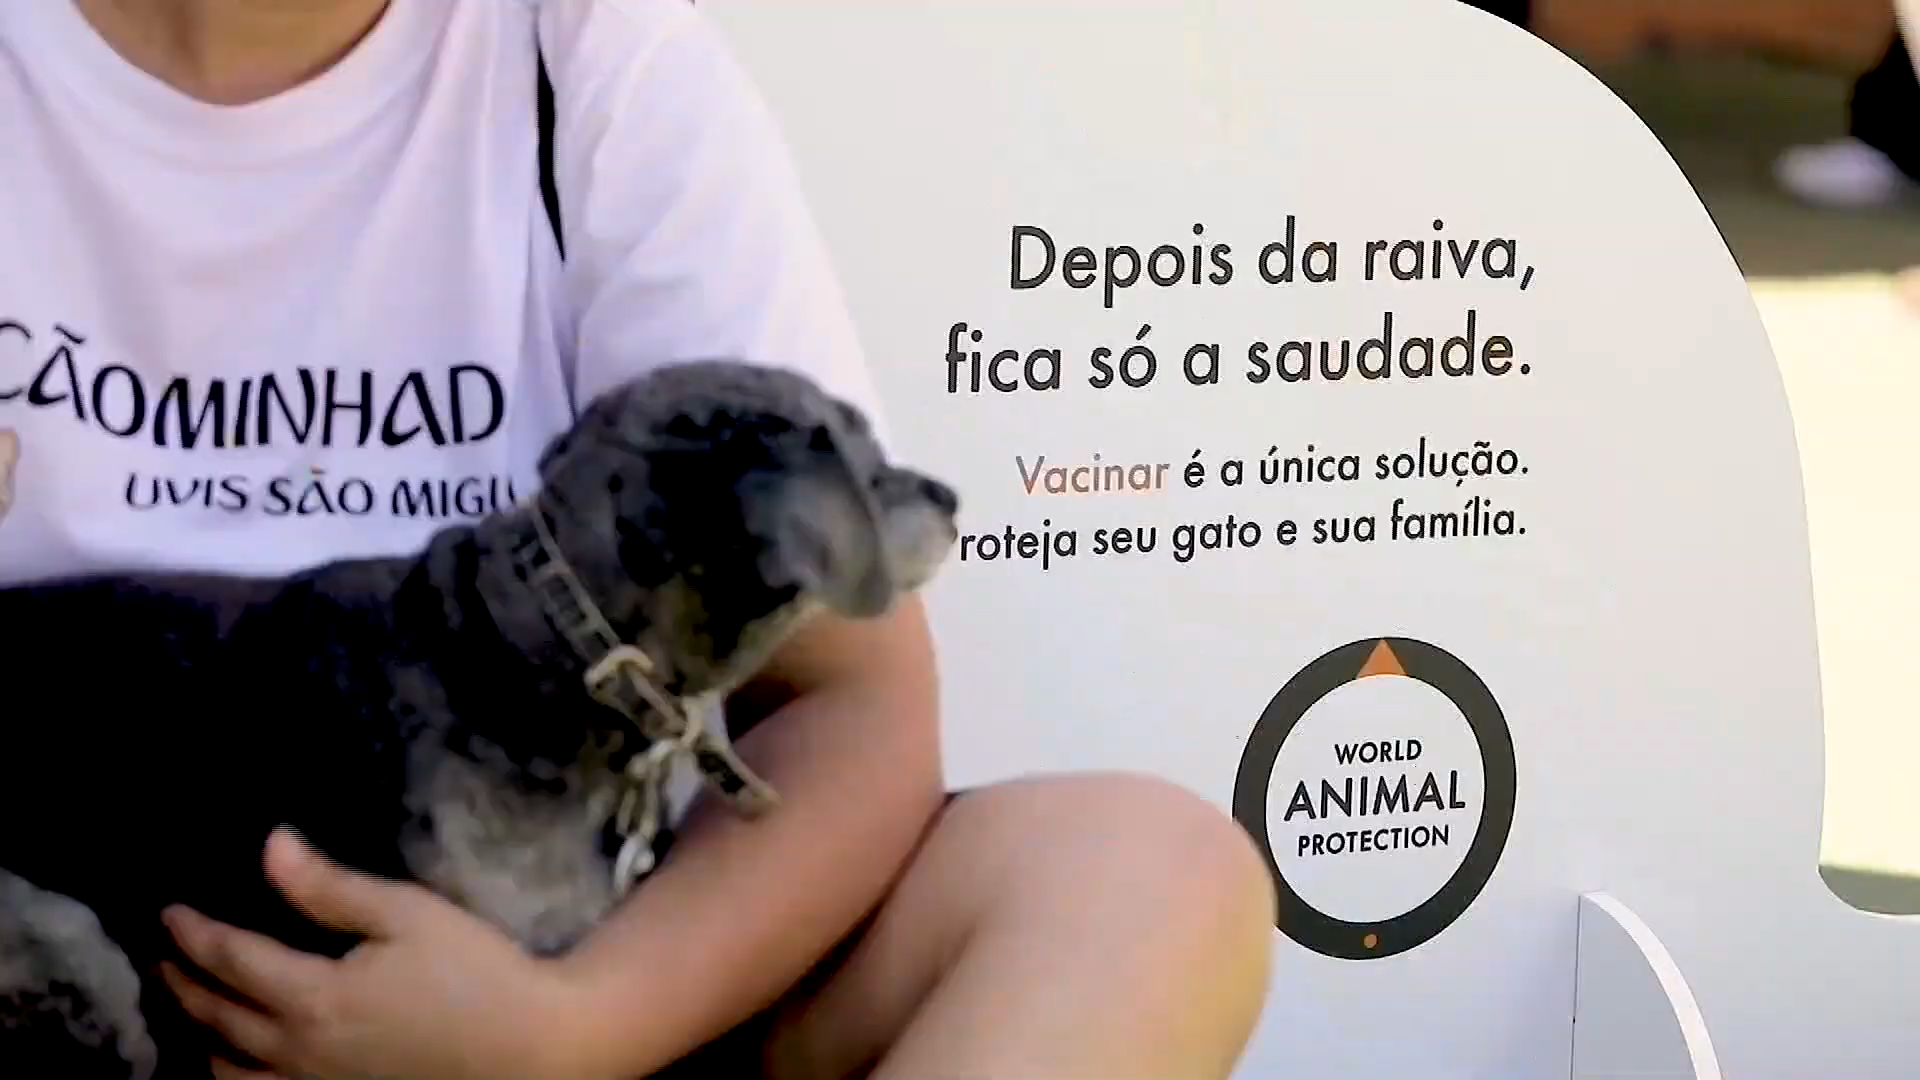 CÃOMINHAD
UVIS SÃO MIGU
Depois da raiva,
fica só a saudade.
Vacinar é a única solução.
roteja seu gato e sua família.
WORLD
ANIMAL
PROTECTION